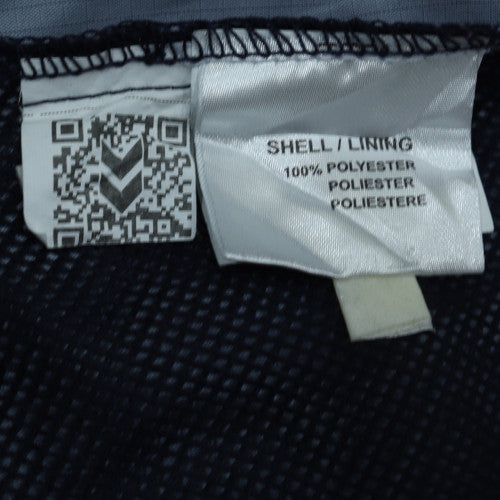 SHELL / LINING
100% POLYESTER
POLIESTER
POLIESTERE